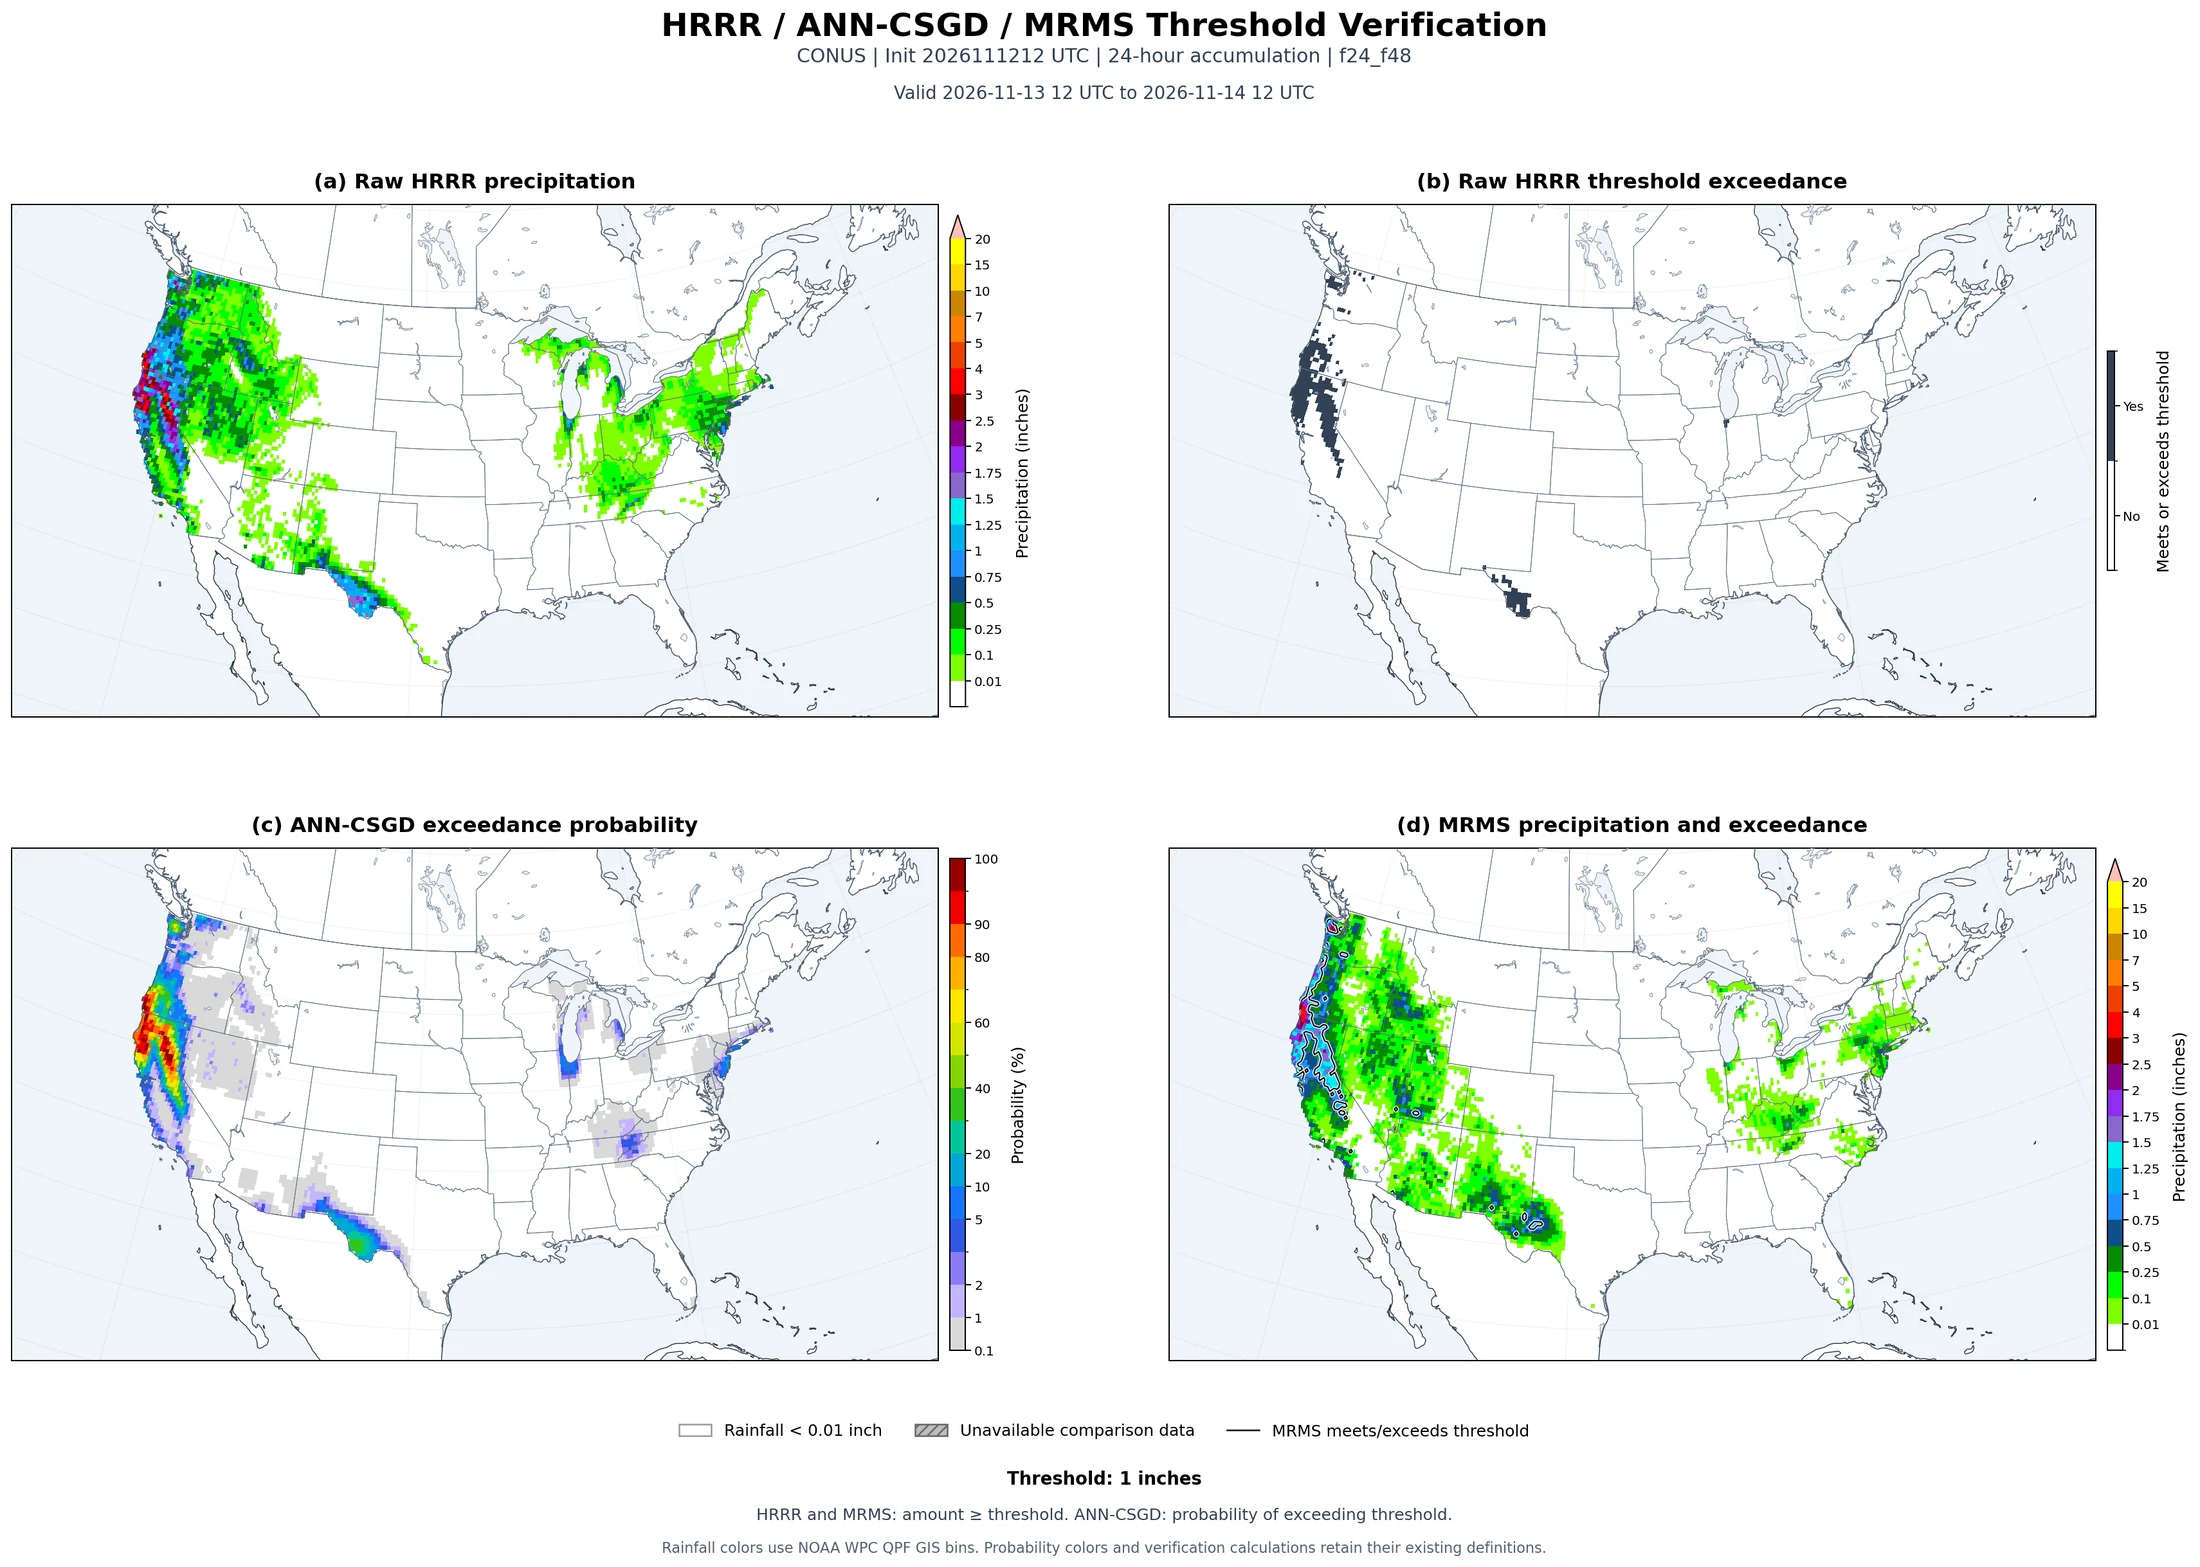 HRRR / ANN-CSGD / MRMS Threshold Verification
CONUS | Init 2026111212 UTC | 24-hour accumulation | f24_f48
Valid 2026-11-13 12 UTC to 2026-11-14 12 UTC
(a) Raw HRRR precipitation
20
15
10
7
5
4
3
2.5
2
1.75
1.5
1.25
1
0.75
0.5
0.25
0.1
0.01
Precipitation (inches)
(b) Raw HRRR threshold exceedance
Yes
No
Meets or exceeds threshold
(c) ANN-CSGD exceedance probability
100
90
80
60
40
20
10
5
2
1
0.1
Probability (%)
(d) MRMS precipitation and exceedance
20
15
10
7
5
4
3
2.5
2
1.75
1.5
1.25
1
0.75
0.5
0.25
0.1
0.01
Precipitation (inches)
Rainfall < 0.01 inch
Unavailable comparison data
MRMS meets/exceeds threshold
Threshold: 1 inches
HRRR and MRMS: amount ≥ threshold. ANN-CSGD: probability of exceeding threshold.
Rainfall colors use NOAA WPC QPF GIS bins. Probability colors and verification calculations retain their existing definitions.